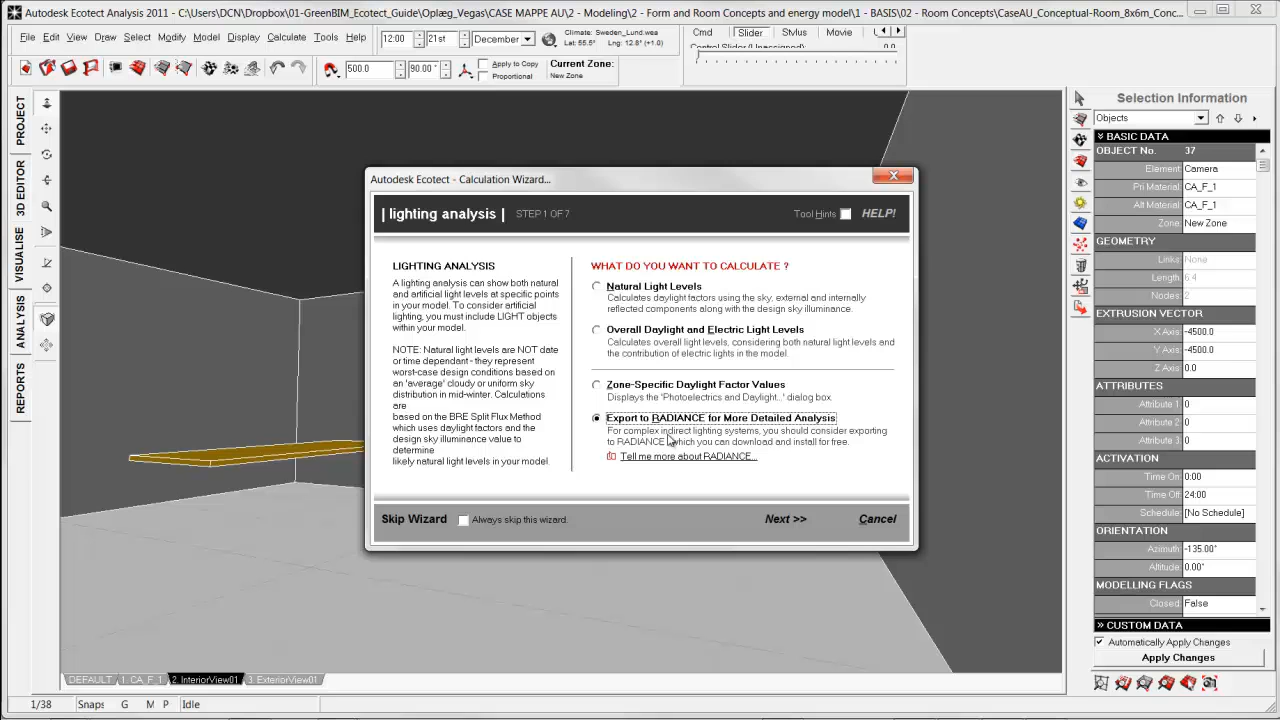 Autodesk Ecotect Analysis 2011 - C:\Users\DCN\Dropbox\01-GreenBIM_Ecotect_Guide\Opdrag_Vegas\CASE MAPPE AU\2 - Modeling\2 - Form and Room Concepts and energy model\1 - BASIS\02 - Room Concepts\CaseAU_Conceptual-Room_8x6m_Conc...
File Edit View Draw Select Modify Model Display Calculate Tools Help
12:00 21st December
Climate: Sweden_Lund.wea
Lat: 55.5° Lng: 12.8° (+1.0)
Cmd Slider Stylus Movie
Control Slider (Unassigned): 0.0
500.0 90.00 °
Apply to Copy
Proportional
Current Zone:
New Zone
PROJECT
3D EDITOR
VISUALISE
ANALYSIS
REPORTS
Autodesk Ecotect - Calculation Wizard...
| lighting analysis | STEP 1 OF 7
Tool Hints HELP!
LIGHTING ANALYSIS
A lighting analysis can show both natural
and artificial light levels at specific points
in your model. To consider artificial
lighting, you must include LIGHT objects
within your model.
NOTE: Natural light levels are NOT date
or time dependant - they represent
worst-case design conditions based on
an 'average' cloudy or uniform sky
distribution in mid-winter. Calculations
are
based on the BRE Split Flux Method
which uses daylight factors and the
design sky illuminance value to
determine
likely natural light levels in your model.
WHAT DO YOU WANT TO CALCULATE ?
Natural Light Levels
Calculates daylight factors using the sky, external and internally
reflected components along with the design sky illuminance.
Overall Daylight and Electric Light Levels
Calculates overall light levels, considering both natural light levels and
the contribution of electric lights in the model.
Zone-Specific Daylight Factor Values
Displays the 'Photoelectrics and Daylight...' dialog box.
Export to RADIANCE for More Detailed Analysis
For complex indirect lighting systems, you should consider exporting
to RADIANCE which you can download and install for free.
Tell me more about RADIANCE...
Skip Wizard Always skip this wizard.
Next >> Cancel
Selection Information
Objects
BASIC DATA
OBJECT No. 37
Element: Camera
Pri Material: CA_F_1
Alt Material: CA_F_1
Zone: New Zone
GEOMETRY
Links: None
Length: 6.4
Nodes: 2
EXTRUSION VECTOR
X Axis: -4500.0
Y Axis: -4500.0
Z Axis: 0.0
ATTRIBUTES
Attribute 1: 0
Attribute 2: 0
Attribute 3: 0
ACTIVATION
Time On: 0:00
Time Off: 24:00
Schedule: [No Schedule]
ORIENTATION
Azimuth: -135.00°
Altitude: 0.00°
MODELLING FLAGS
Closed: False
CUSTOM DATA
Automatically Apply Changes
Apply Changes
DEFAULT 1. CA_F_1 2. InteriorView01 3. ExteriorView01
1/38 Snaps G M P Idle